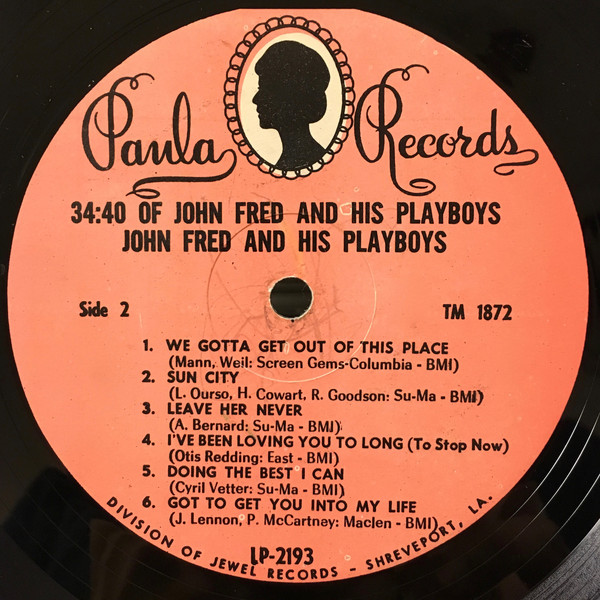 Paula Records
34:40 OF JOHN FRED AND HIS PLAYBOYS
JOHN FRED AND HIS PLAYBOYS
Side 2
TM 1872
1. WE GOTTA GET OUT OF THIS PLACE
(Mann, Weil: Screen Gems-Columbia - BMI)
2. SUN CITY
(L. Ourso, H. Cowart, R. Goodson: Su-Ma - BMI)
3. LEAVE HER NEVER
(A. Bernard: Su-Ma - BMI)
4. I'VE BEEN LOVING YOU TO LONG (To Stop Now)
(Otis Redding: East - BMI)
5. DOING THE BEST I CAN
(Cyril Vetter: Su-Ma - BMI)
6. GOT TO GET YOU INTO MY LIFE
(J. Lennon, P. McCartney: Maclen - BMI)
LP-2193
DIVISION OF JEWEL RECORDS - SHREVEPORT, LA.